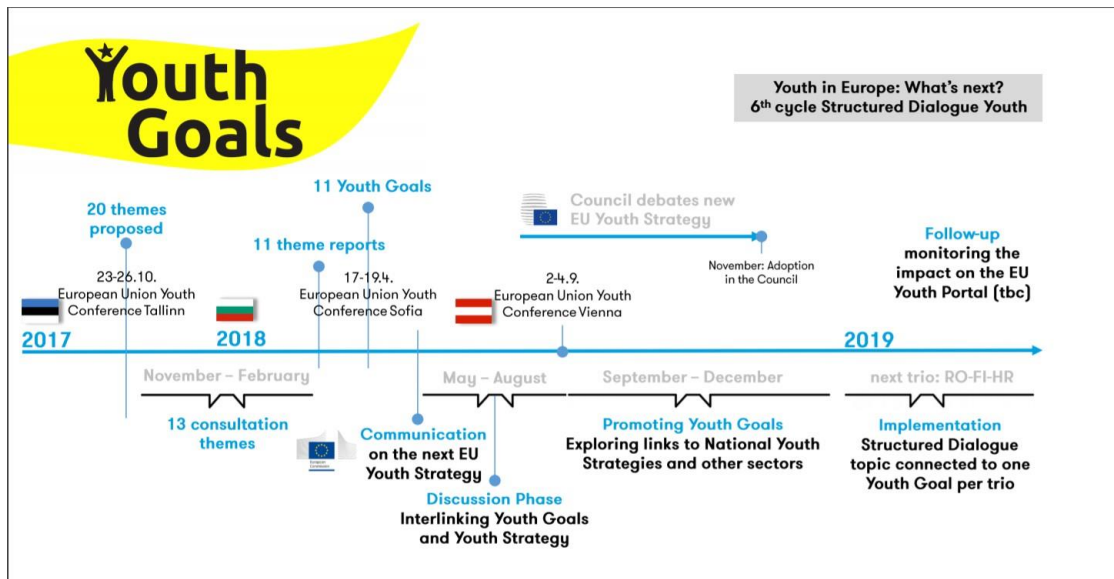 Youth
Goals
Youth in Europe: What's next?
6th cycle Structured Dialogue Youth
11 Youth Goals
20 themes
proposed
11 theme reports
Council debates new
EU Youth Strategy
November: Adoption
in the Council
Follow-up
monitoring the
impact on the EU
Youth Portal (tbc)
23-26.10.
European Union Youth
Conference Tallinn
17-19.4.
European Union Youth
Conference Sofia
2-4.9.
European Union Youth
Conference Vienna
2017
2018
2019
November – February
May – August
September – December
next trio: RO-FI-HR
13 consultation
themes
Communication
on the next EU
Youth Strategy
Discussion Phase
Interlinking Youth Goals
and Youth Strategy
Promoting Youth Goals
Exploring links to National Youth
Strategies and other sectors
Implementation
Structured Dialogue
topic connected to one
Youth Goal per trio